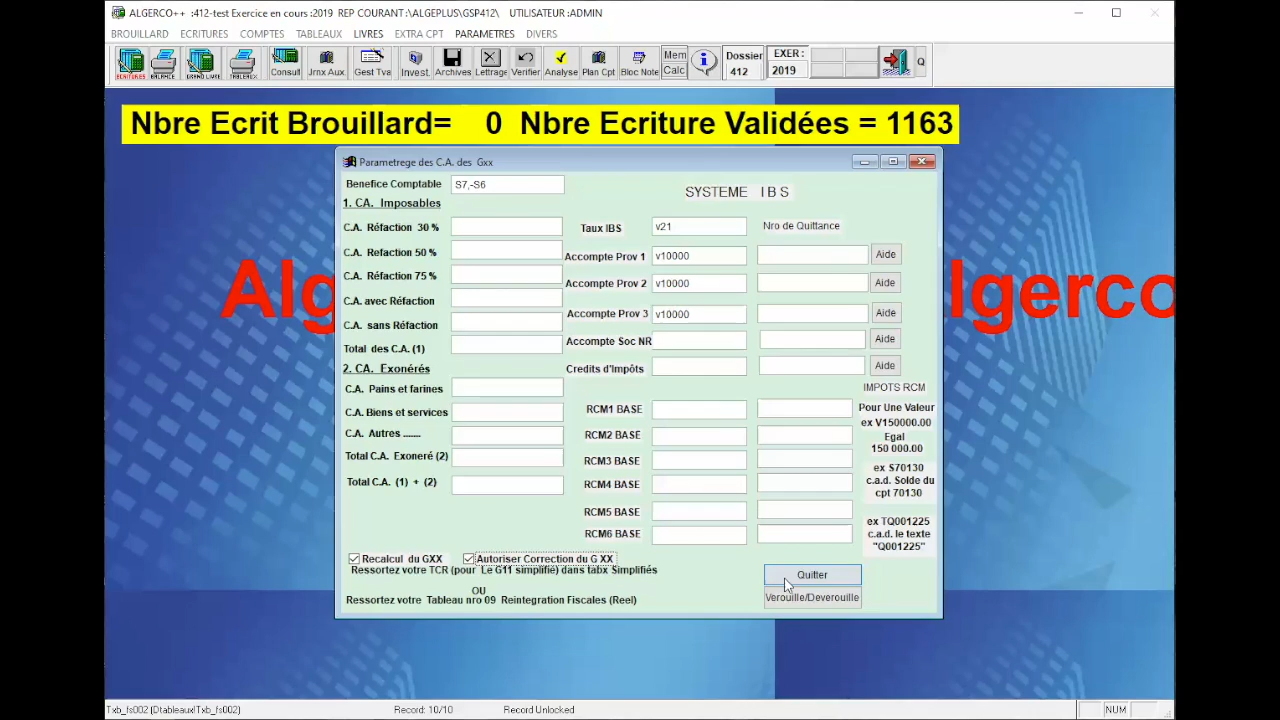 ALGERCO++ :412-test Exercice en cours :2019 REP COURANT :\ALGEPLUS\GSP412\ UTILISATEUR :ADMIN
BROUILLARD ECRITURES COMPTES TABLEAUX LIVRES EXTRA CPT PARAMETRES DIVERS
ECRITURES BALANCE GRAND LIVRE TABLEAUX Consult Jrnx Aux Gest Tva Invest. Archives Lettrage Verifier Analyse Plan Cpt Bloc Note Mem Calc Dossier 412 EXER: 2019 Q
Nbre Ecrit Brouillard= 0 Nbre Ecriture Validées = 1163
Parametrege des C.A. des Gxx
Benefice Comptable S7,-S6 SYSTEME I B S
1. CA. Imposables
C.A. Réfaction 30 % Taux IBS v21 Nro de Quittance
C.A. Refaction 50 % Accompte Prov 1 v10000 Aide
C.A. Réfaction 75 % Accompte Prov 2 v10000 Aide
C.A. avec Réfaction Accompte Prov 3 v10000 Aide
C.A. sans Réfaction Accompte Soc NR Aide
Total des C.A. (1)
2. CA. Exonérés Credits d'Impôts Aide
C.A. Pains et farines IMPOTS RCM
C.A. Biens et services RCM1 BASE Pour Une Valeur
ex V150000.00
C.A. Autres ....... RCM2 BASE Egal
150 000.00
Total C.A. Exoneré (2) RCM3 BASE ex S70130
Total C.A. (1) + (2) RCM4 BASE c.a.d. Solde du
cpt 70130
RCM5 BASE ex TQ001225
RCM6 BASE c.a.d. le texte
"Q001225"
Recalcul du GXX Autoriser Correction du G XX
Ressortez votre TCR (pour Le G11 simplifié) dans tabx Simplifiés Quitter
OU
Ressortez votre Tableau nro 09 Reintegration Fiscales (Reel) Verouille/Deverouille
Alg lgerco
Txb_fs002 (Dtableaux!Txb_fs002) Record: 10/10 Record Unlocked NUM